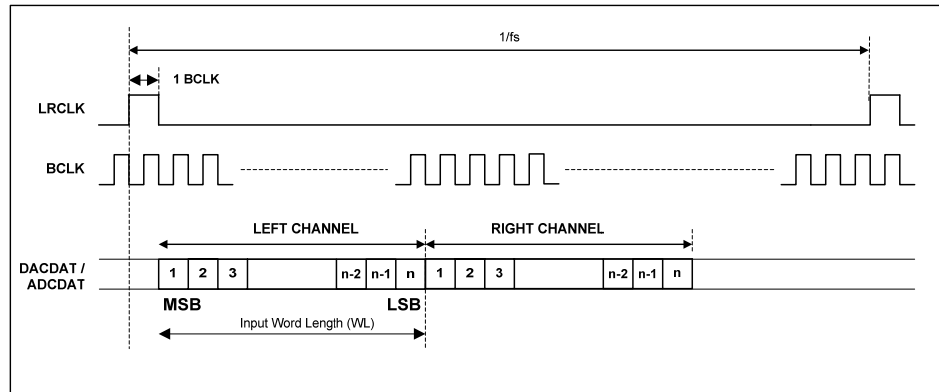 1/fs
1 BCLK
LRCLK
BCLK
LEFT CHANNEL RIGHT CHANNEL
DACDAT /
ADCDAT
1 2 3 n-2 n-1 n 1 2 3 n-2 n-1 n
MSB LSB
Input Word Length (WL)